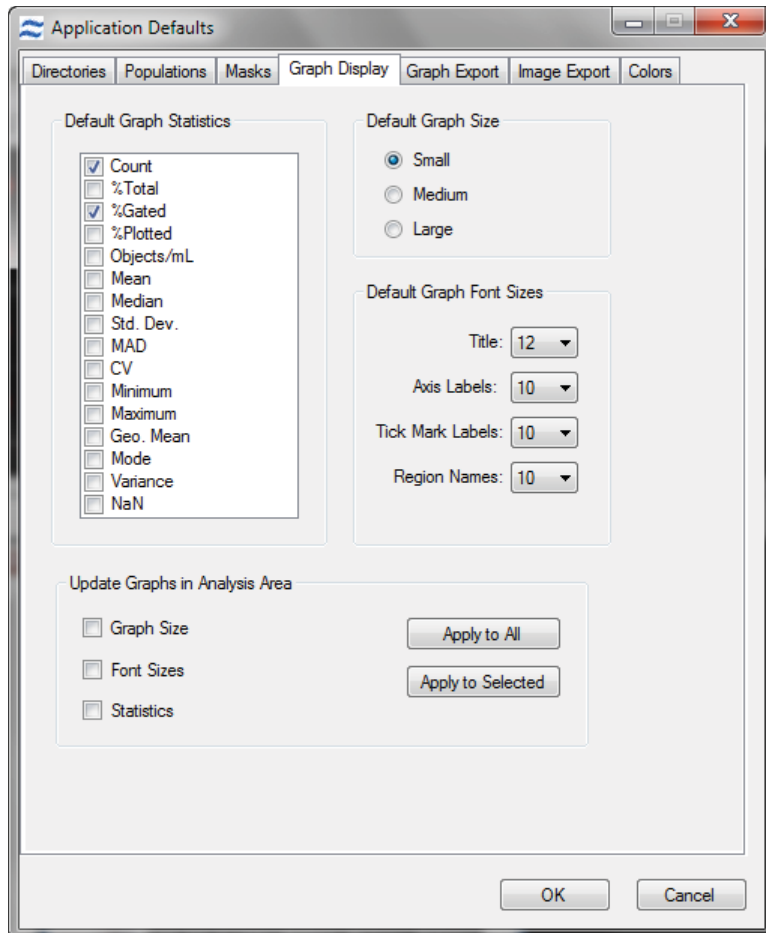 Application Defaults
Directories Populations Masks Graph Display Graph Export Image Export Colors
Default Graph Statistics
Count
%Total
%Gated
%Plotted
Objects/mL
Mean
Median
Std. Dev.
MAD
CV
Minimum
Maximum
Geo. Mean
Mode
Variance
NaN
Default Graph Size
Small
Medium
Large
Default Graph Font Sizes
Title: 12
Axis Labels: 10
Tick Mark Labels: 10
Region Names: 10
Update Graphs in Analysis Area
Graph Size
Font Sizes
Statistics
Apply to All
Apply to Selected
OK Cancel